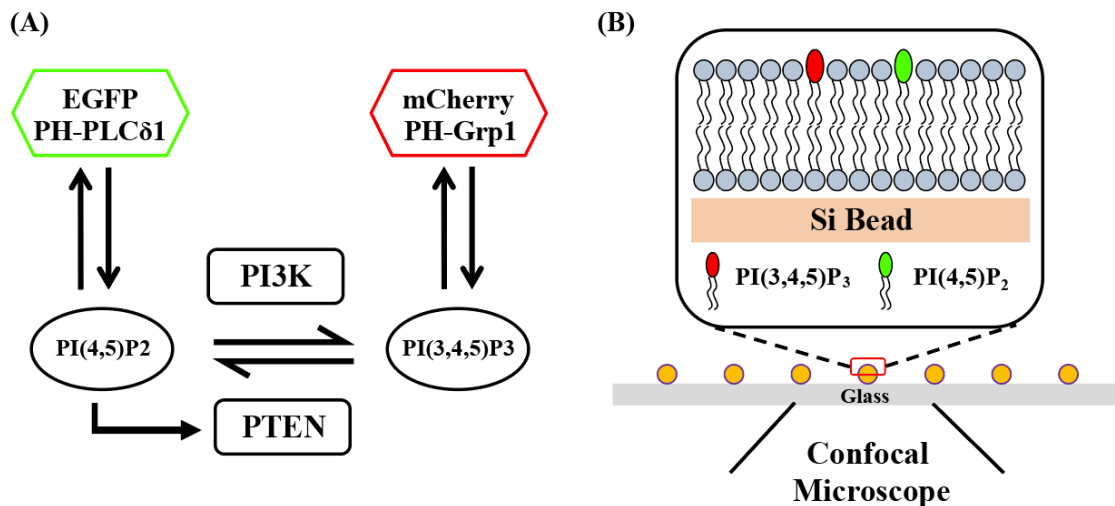 (A)
EGFP
PH-PLCδ1
mCherry
PH-Grp1
PI3K
PI(4,5)P2
PI(3,4,5)P3
PTEN
(B)
Si Bead
PI(3,4,5)P₃
PI(4,5)P₂
Glass
Confocal
Microscope